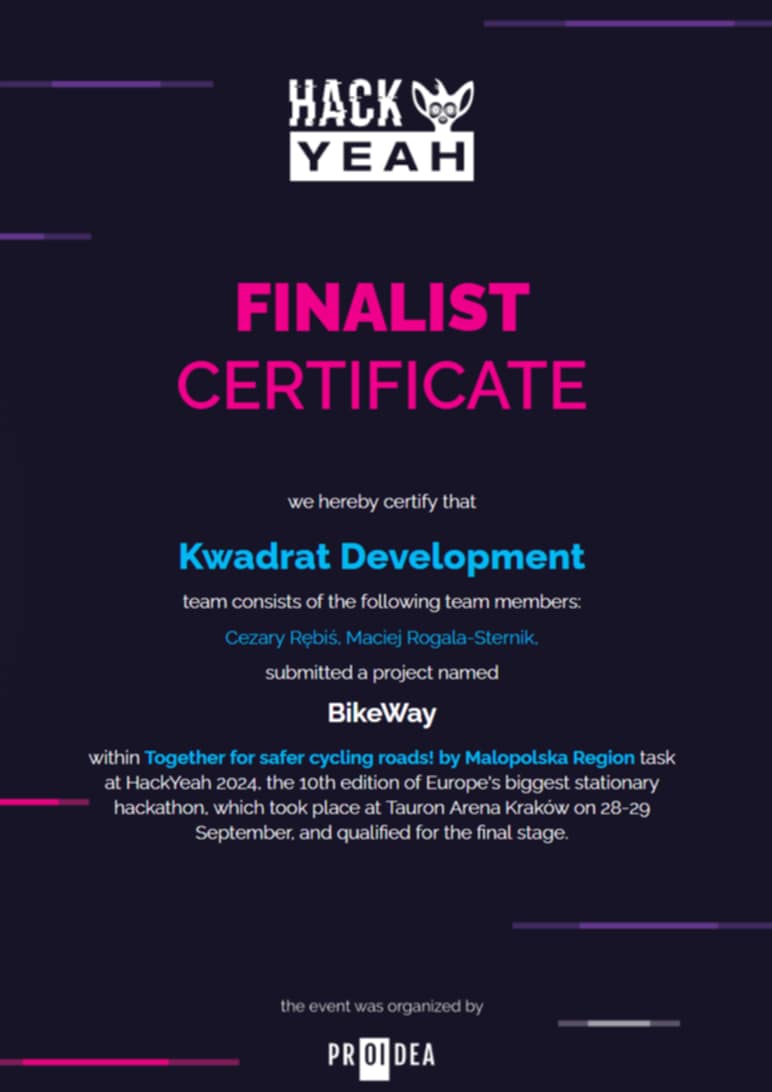 HACK
YEAH
FINALIST
CERTIFICATE
we hereby certify that
Kwadrat Development
team consists of the following team members:
Cezary Rębiś, Maciej Rogala-Sternik,
submitted a project named
BikeWay
within Together for safer cycling roads! by Malopolska Region task
at HackYeah 2024, the 10th edition of Europe's biggest stationary
hackathon, which took place at Tauron Arena Kraków on 28-29
September, and qualified for the final stage.
the event was organized by
PROIDEA